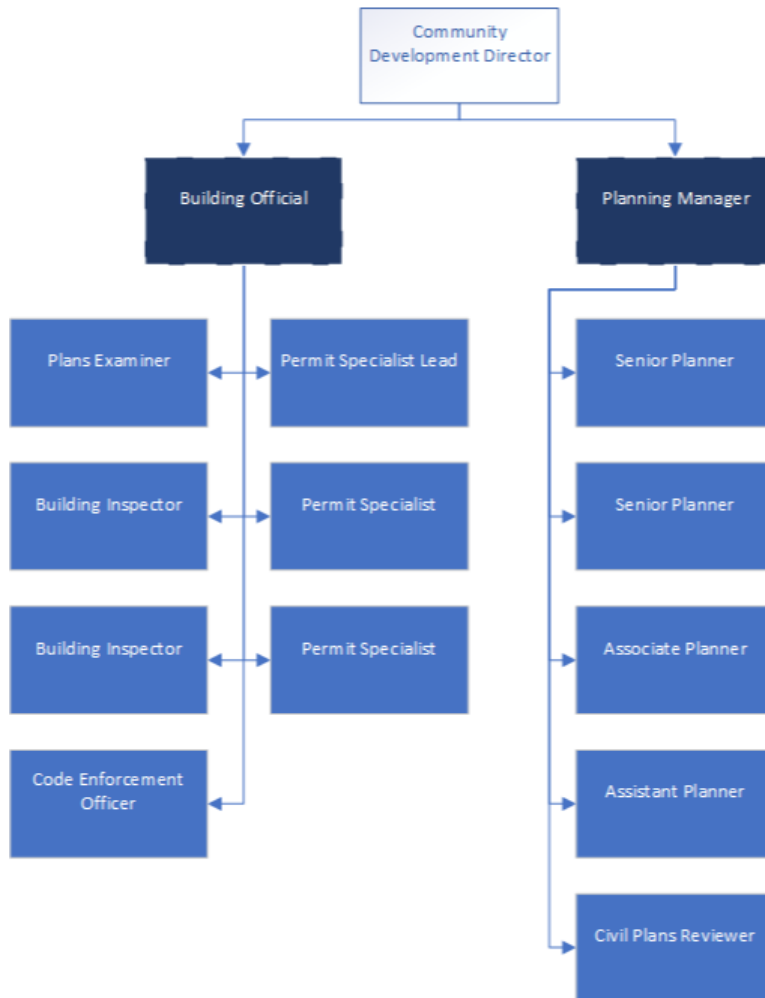 Community
Development Director
Building Official
Planning Manager
Plans Examiner
Permit Specialist Lead
Senior Planner
Building Inspector
Permit Specialist
Senior Planner
Building Inspector
Permit Specialist
Associate Planner
Code Enforcement
Officer
Assistant Planner
Civil Plans Reviewer